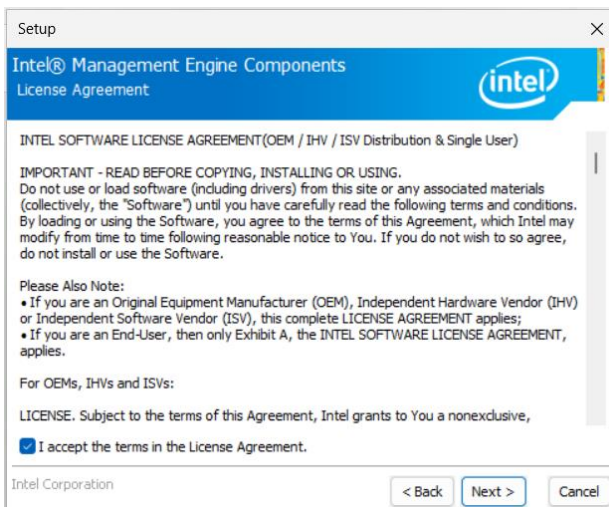 Setup
Intel® Management Engine Components
License Agreement
intel
INTEL SOFTWARE LICENSE AGREEMENT(OEM / IHV / ISV Distribution & Single User)
IMPORTANT - READ BEFORE COPYING, INSTALLING OR USING.
Do not use or load software (including drivers) from this site or any associated materials
(collectively, the "Software") until you have carefully read the following terms and conditions.
By loading or using the Software, you agree to the terms of this Agreement, which Intel may
modify from time to time following reasonable notice to You. If you do not wish to so agree,
do not install or use the Software.
Please Also Note:
• If you are an Original Equipment Manufacturer (OEM), Independent Hardware Vendor (IHV)
or Independent Software Vendor (ISV), this complete LICENSE AGREEMENT applies;
• If you are an End-User, then only Exhibit A, the INTEL SOFTWARE LICENSE AGREEMENT,
applies.
For OEMs, IHVs and ISVs:
LICENSE. Subject to the terms of this Agreement, Intel grants to You a nonexclusive,
I accept the terms in the License Agreement.
Intel Corporation
< Back Next > Cancel